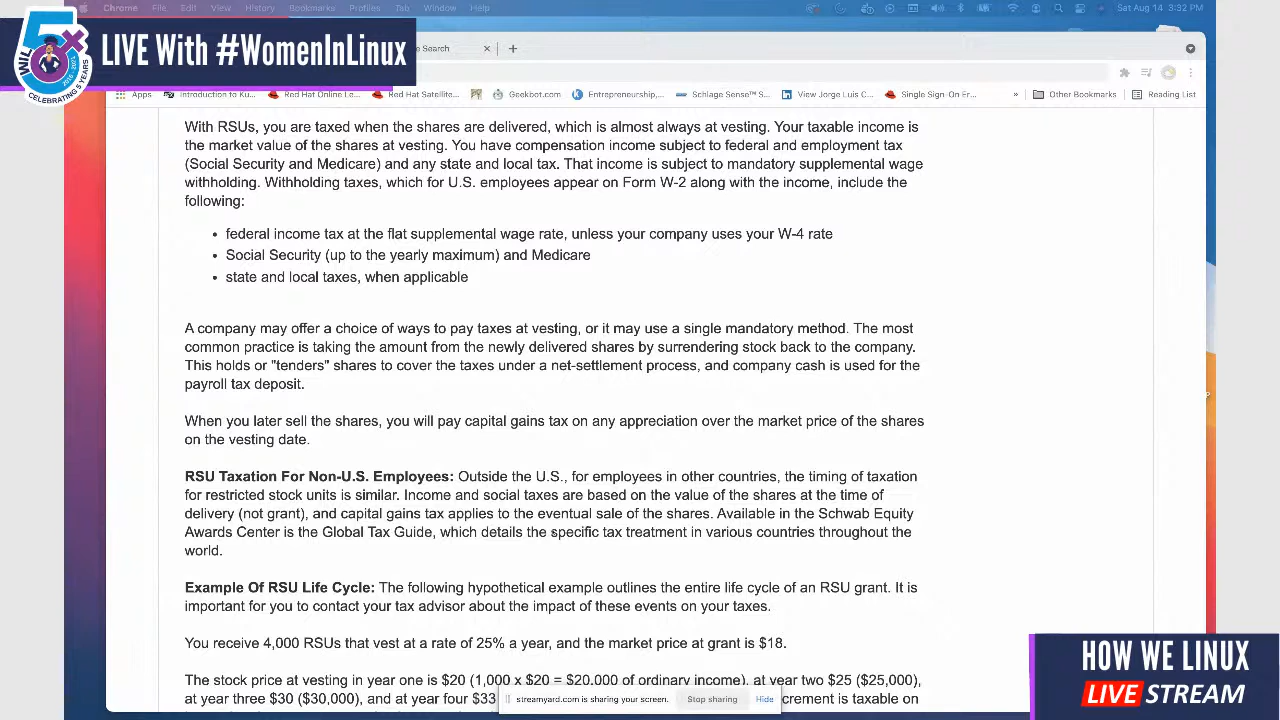 Chrome File Edit View History Bookmarks Profiles Tab Window Help
Sat Aug 14 3:32 PM
WIL
CELEBRATING 5 YEARS
LIVE With #WomenInLinux
Search
Apps Introduction to Ku... Red Hat Online Le... Red Hat Satellite... Entrepreneurship,... Schlage Sense™... View Jorge Luis C... Single Sign-On Er... » Other Bookmarks Reading List
With RSUs, you are taxed when the shares are delivered, which is almost always at vesting. Your taxable income is
the market value of the shares at vesting. You have compensation income subject to federal and employment tax
(Social Security and Medicare) and any state and local tax. That income is subject to mandatory supplemental wage
withholding. Withholding taxes, which for U.S. employees appear on Form W-2 along with the income, include the
following:
• federal income tax at the flat supplemental wage rate, unless your company uses your W-4 rate
• Social Security (up to the yearly maximum) and Medicare
• state and local taxes, when applicable
A company may offer a choice of ways to pay taxes at vesting, or it may use a single mandatory method. The most
common practice is taking the amount from the newly delivered shares by surrendering stock back to the company.
This holds or "tenders" shares to cover the taxes under a net-settlement process, and company cash is used for the
payroll tax deposit.
When you later sell the shares, you will pay capital gains tax on any appreciation over the market price of the shares
on the vesting date.
RSU Taxation For Non-U.S. Employees: Outside the U.S., for employees in other countries, the timing of taxation
for restricted stock units is similar. Income and social taxes are based on the value of the shares at the time of
delivery (not grant), and capital gains tax applies to the eventual sale of the shares. Available in the Schwab Equity
Awards Center is the Global Tax Guide, which details the specific tax treatment in various countries throughout the
world.
Example Of RSU Life Cycle: The following hypothetical example outlines the entire life cycle of an RSU grant. It is
important for you to contact your tax advisor about the impact of these events on your taxes.
You receive 4,000 RSUs that vest at a rate of 25% a year, and the market price at grant is $18.
The stock price at vesting in year one is $20 (1,000 x $20 = $20,000 of ordinary income), at year two $25 ($25,000),
at year three $30 ($30,000), and at year four $33
crement is taxable on
streamyard.com is sharing your screen. Stop sharing Hide
HOW WE LINUX
LIVE STREAM